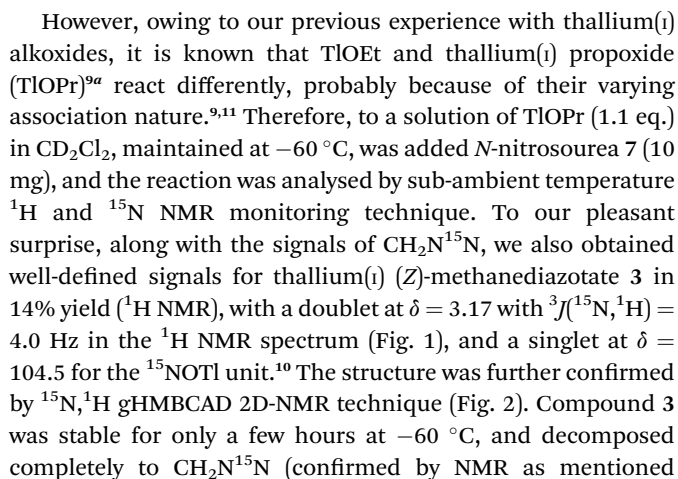 However, owing to our previous experience with thallium(I)
alkoxides, it is known that TlOEt and thallium(I) propoxide
(TlOPr)⁹ᵃ react differently, probably because of their varying
association nature.⁹,¹¹ Therefore, to a solution of TlOPr (1.1 eq.)
in CD₂Cl₂, maintained at −60 °C, was added N-nitrosourea 7 (10
mg), and the reaction was analysed by sub-ambient temperature
¹H and ¹⁵N NMR monitoring technique. To our pleasant
surprise, along with the signals of CH₂N¹⁵N, we also obtained
well-defined signals for thallium(I) (Z)-methanediazotate 3 in
14% yield (¹H NMR), with a doublet at δ = 3.17 with ³J(¹⁵N,¹H) =
4.0 Hz in the ¹H NMR spectrum (Fig. 1), and a singlet at δ =
104.5 for the ¹⁵NOTl unit.¹⁰ The structure was further confirmed
by ¹⁵N,¹H gHMBCAD 2D-NMR technique (Fig. 2). Compound 3
was stable for only a few hours at −60 °C, and decomposed
completely to CH₂N¹⁵N (confirmed by NMR as mentioned